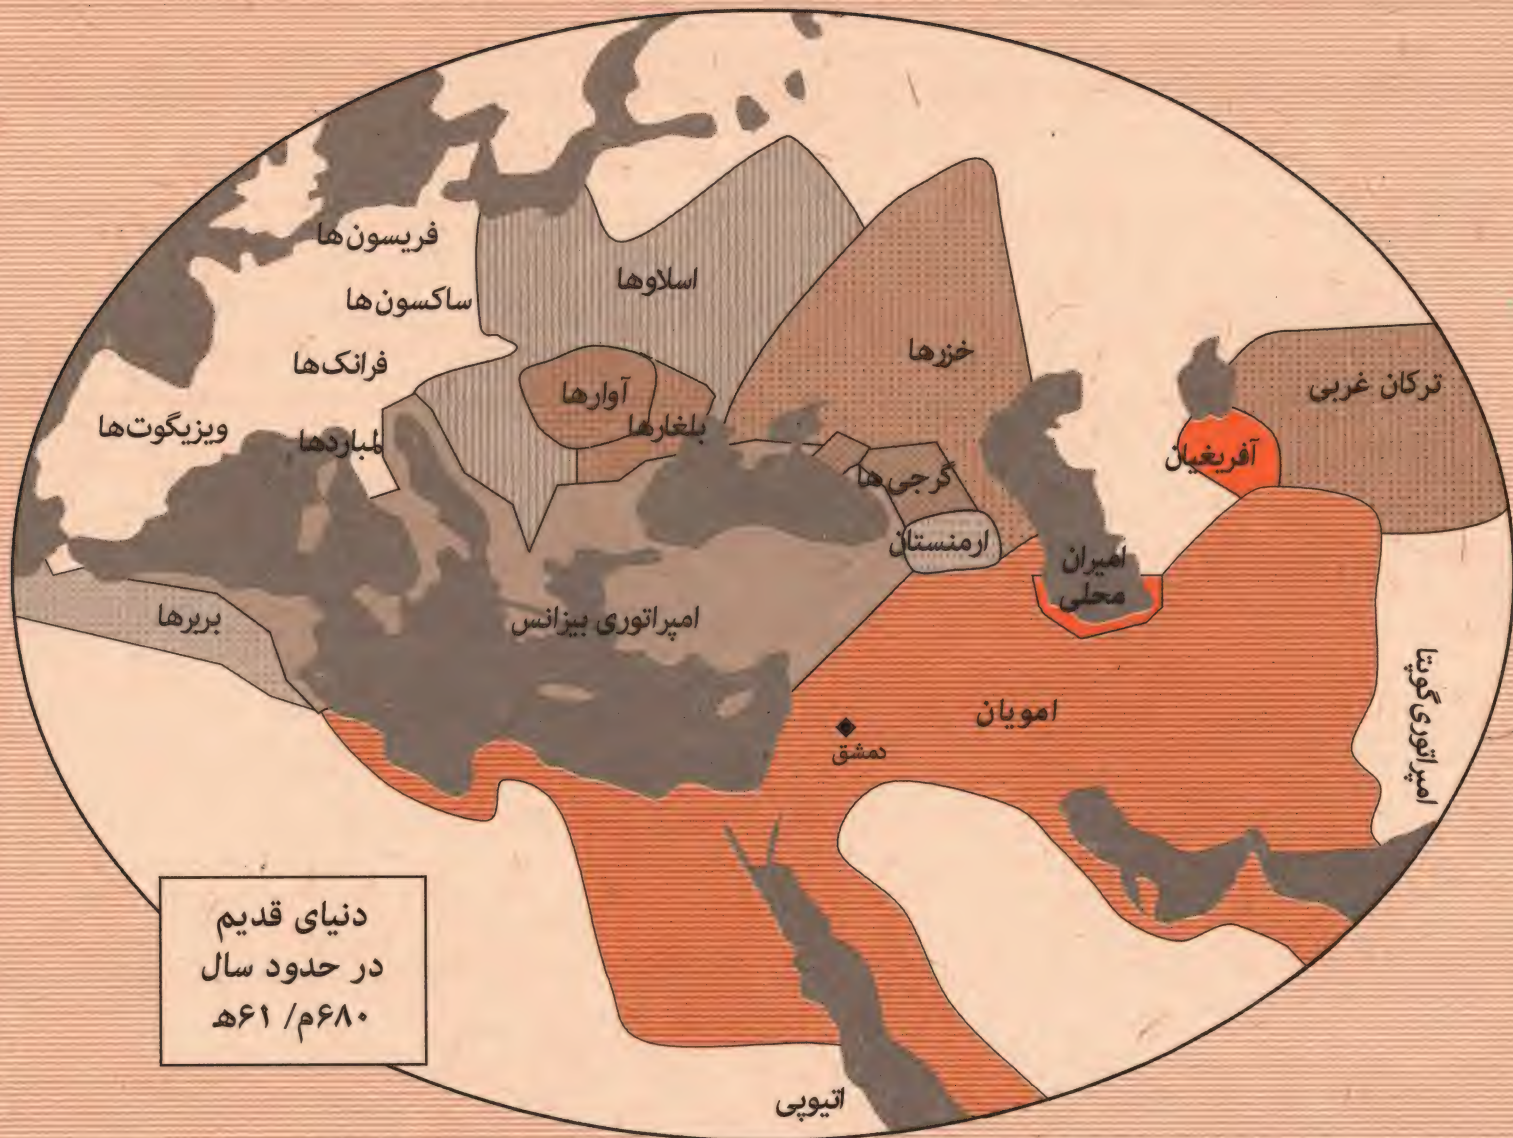 فریسون‌ها
ساکسون‌ها
اسلاوها
فرانک‌ها
خزرها
ترکان غربی
آوارها
ویزیگوت‌ها
لمباردها
بلغارها
آفریغیان
گرجی‌ها
ارمنستان
امیران
محلی
بربرها
امپراتوری بیزانس
امپراتوری گوپتا
امویان
دمشق
دنیای قدیم
در حدود سال
۶۸۰م/ ۶۱ه
اتیوپی